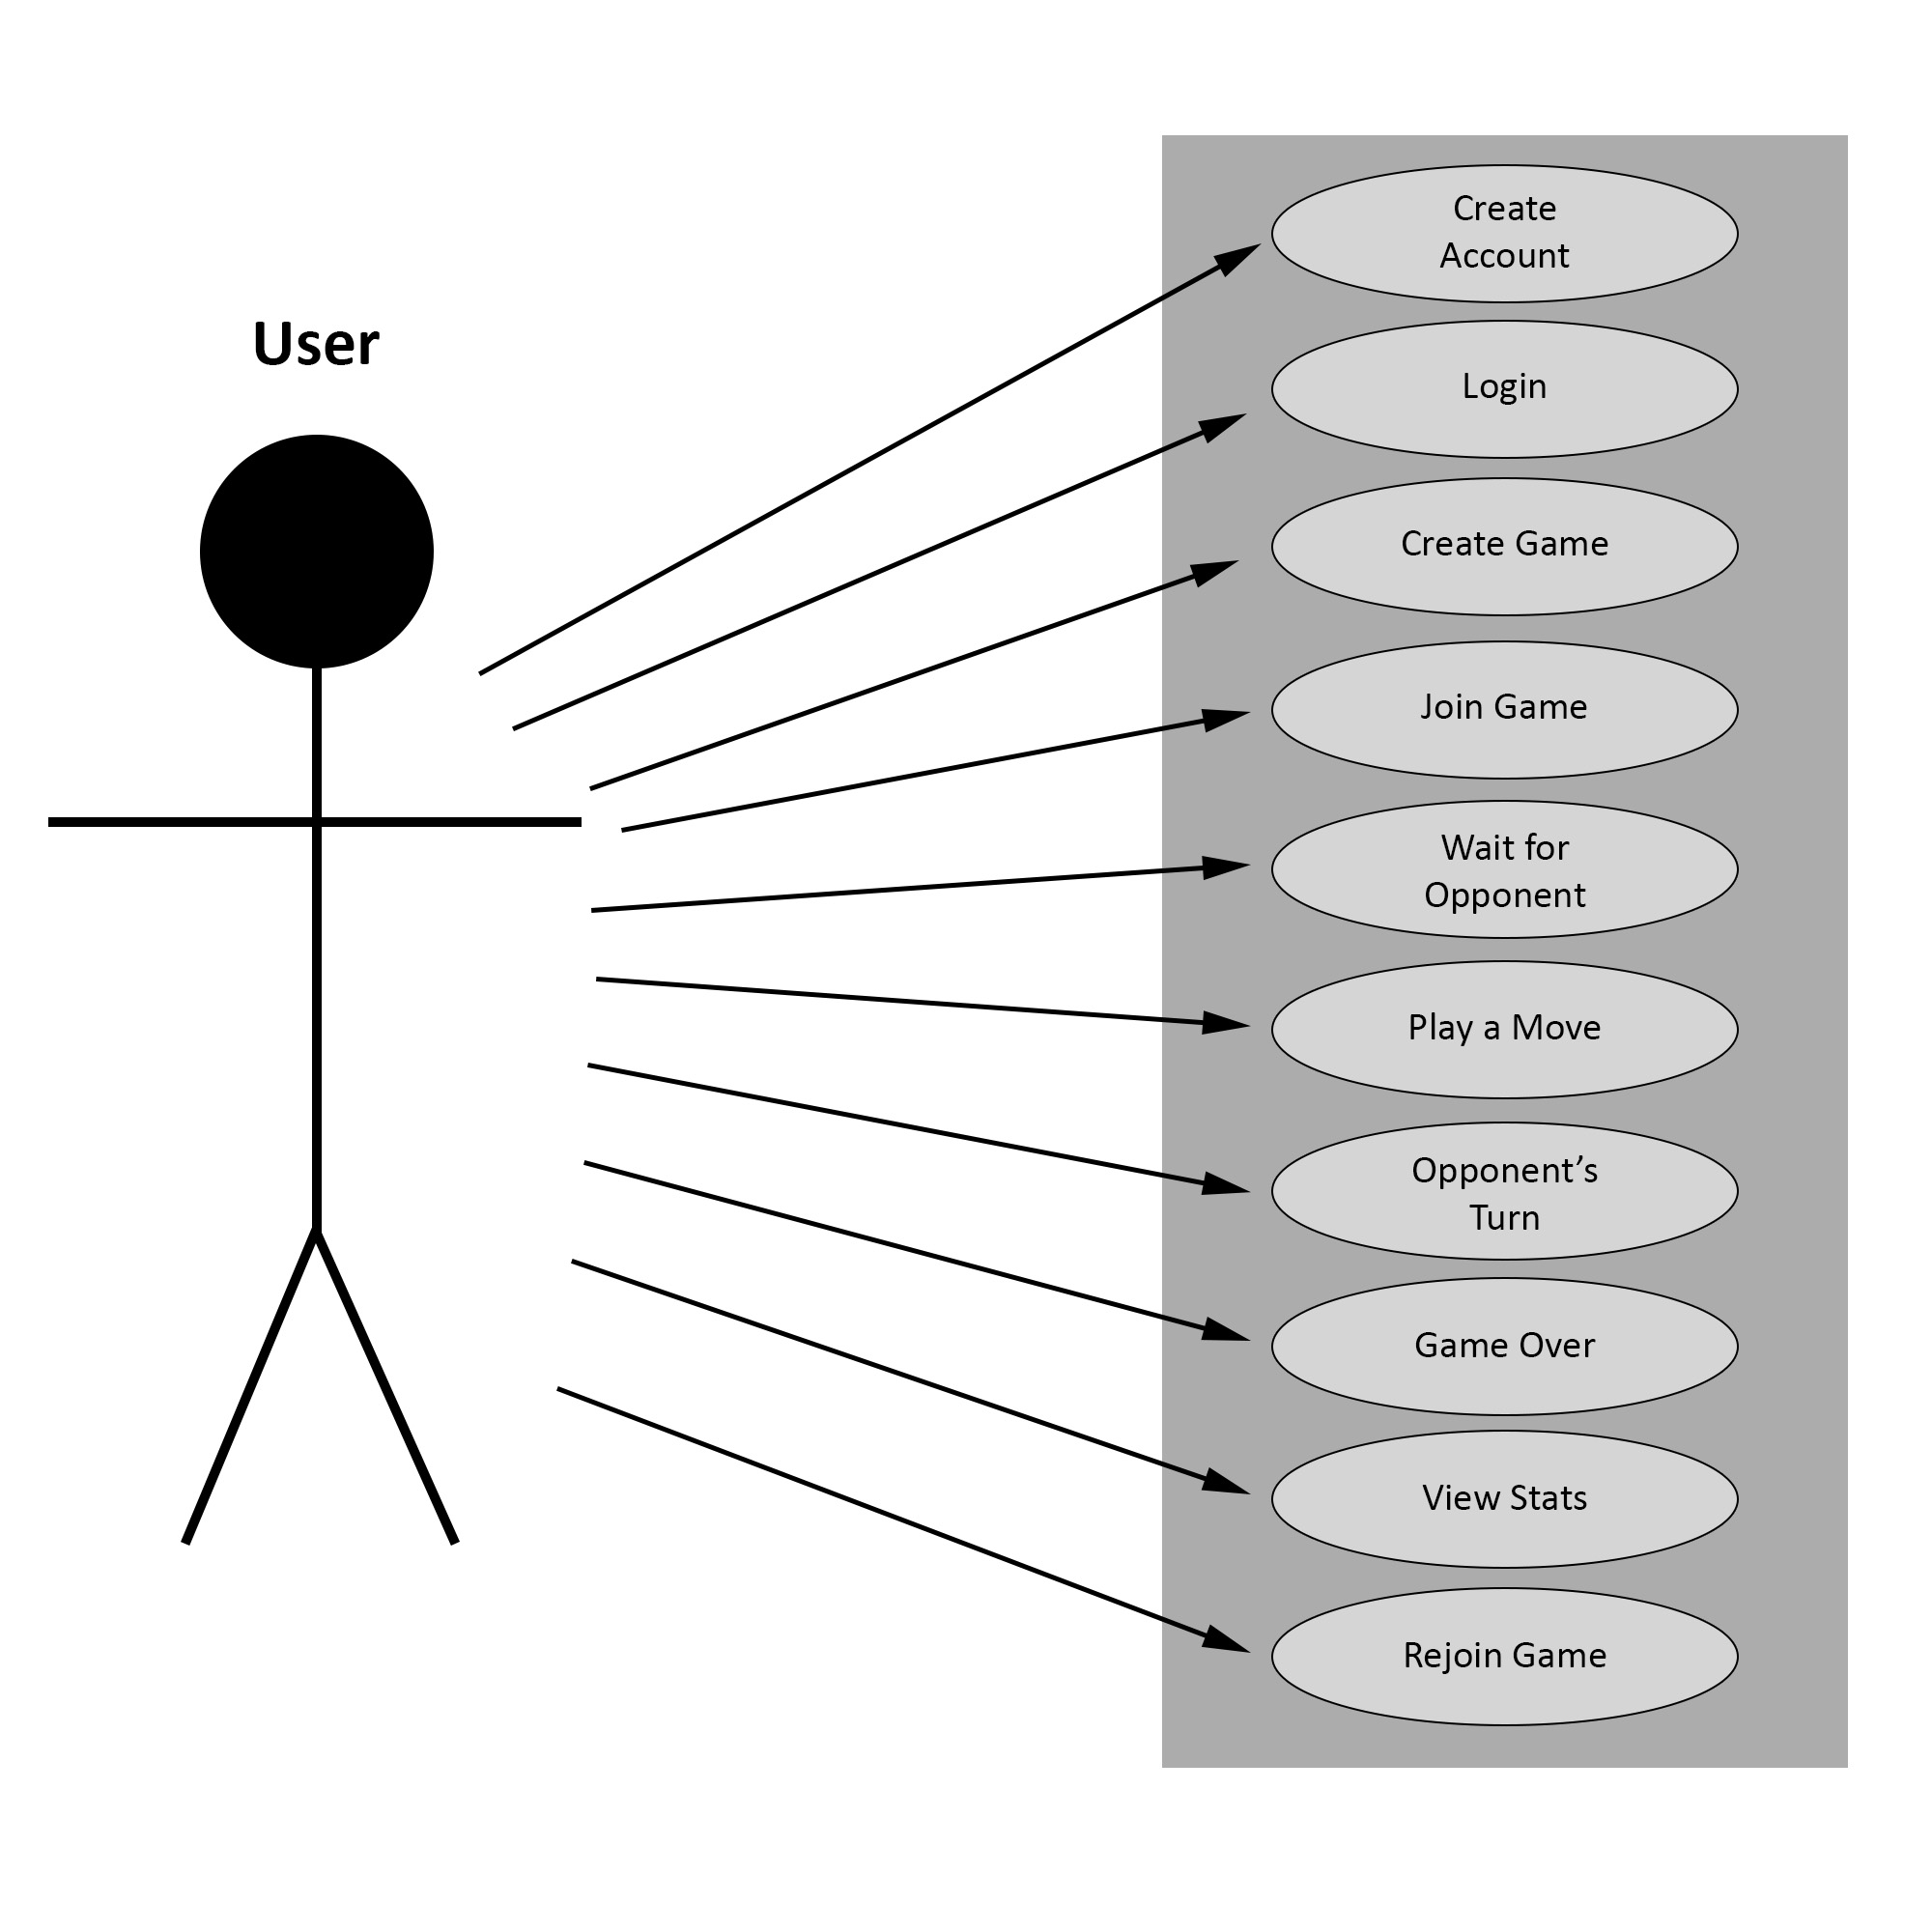 User
Create
Account
Login
Create Game
Join Game
Wait for
Opponent
Play a Move
Opponent’s
Turn
Game Over
View Stats
Rejoin Game